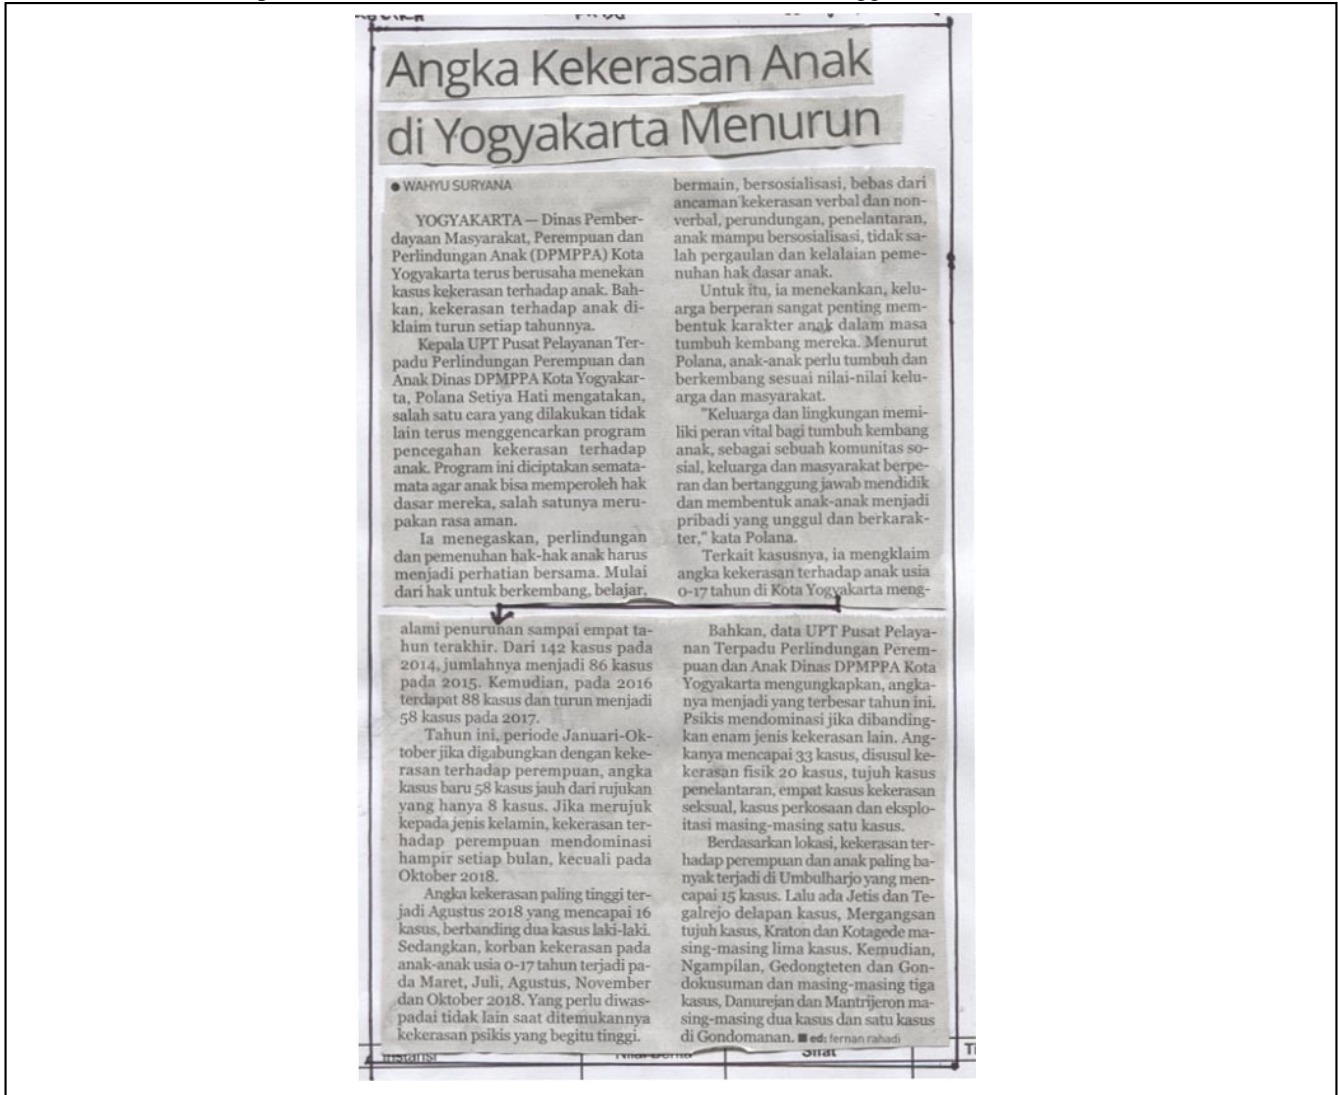 Angka Kekerasan Anak
di Yogyakarta Menurun
● WAHYU SURYANA
YOGYAKARTA — Dinas Pember-
dayaan Masyarakat, Perempuan dan
Perlindungan Anak (DPMPPA) Kota
Yogyakarta terus berusaha menekan
kasus kekerasan terhadap anak. Bah-
kan, kekerasan terhadap anak di-
klaim turun setiap tahunnya.
Kepala UPT Pusat Pelayanan Ter-
padu Perlindungan Perempuan dan
Anak Dinas DPMPPA Kota Yogyakar-
ta, Polana Setiya Hati mengatakan,
salah satu cara yang dilakukan tidak
lain terus menggencarkan program
pencegahan kekerasan terhadap
anak. Program ini diciptakan semata-
mata agar anak bisa memperoleh hak
dasar mereka, salah satunya meru-
pakan rasa aman.
Ia menegaskan, perlindungan
dan pemenuhan hak-hak anak harus
menjadi perhatian bersama. Mulai
dari hak untuk berkembang, belajar,
bermain, bersosialisasi, bebas dari
ancaman kekerasan verbal dan non-
verbal, perundungan, penelantaran,
anak mampu bersosialisasi, tidak sa-
lah pergaulan dan kelalaian peme-
nuhan hak dasar anak.
Untuk itu, ia menekankan, kelu-
arga berperan sangat penting mem-
bentuk karakter anak dalam masa
tumbuh kembang mereka. Menurut
Polana, anak-anak perlu tumbuh dan
berkembang sesuai nilai-nilai kelu-
arga dan masyarakat.
"Keluarga dan lingkungan memi-
liki peran vital bagi tumbuh kembang
anak, sebagai sebuah komunitas so-
sial, keluarga dan masyarakat berpe-
ran dan bertanggung jawab mendidik
dan membentuk anak-anak menjadi
pribadi yang unggul dan berkarak-
ter," kata Polana.
Terkait kasusnya, ia mengklaim
angka kekerasan terhadap anak usia
0-17 tahun di Kota Yogyakarta meng-
alami penurunan sampai empat ta-
hun terakhir. Dari 142 kasus pada
2014, jumlahnya menjadi 86 kasus
pada 2015. Kemudian, pada 2016
terdapat 88 kasus dan turun menjadi
58 kasus pada 2017.
Tahun ini, periode Januari-Ok-
tober jika digabungkan dengan keke-
rasan terhadap perempuan, angka
kasus baru 58 kasus jauh dari rujukan
yang hanya 8 kasus. Jika merujuk
kepada jenis kelamin, kekerasan ter-
hadap perempuan mendominasi
hampir setiap bulan, kecuali pada
Oktober 2018.
Angka kekerasan paling tinggi ter-
jadi Agustus 2018 yang mencapai 16
kasus, berbanding dua kasus laki-laki.
Sedangkan, korban kekerasan pada
anak-anak usia 0-17 tahun terjadi pa-
da Maret, Juli, Agustus, November
dan Oktober 2018. Yang perlu diwas-
padai tidak lain saat ditemukannya
kekerasan psikis yang begitu tinggi.
Bahkan, data UPT Pusat Pelaya-
nan Terpadu Perlindungan Perem-
puan dan Anak Dinas DPMPPA Kota
Yogyakarta mengungkapkan, angka-
nya menjadi yang terbesar tahun ini.
Psikis mendominasi jika dibanding-
kan enam jenis kekerasan lain. Ang-
kanya mencapai 33 kasus, disusul ke-
kerasan fisik 20 kasus, tujuh kasus
penelantaran, empat kasus kekerasan
seksual, kasus perkosaan dan eksplo-
itasi masing-masing satu kasus.
Berdasarkan lokasi, kekerasan ter-
hadap perempuan dan anak paling ba-
nyak terjadi di Umbulharjo yang men-
capai 15 kasus. Lalu ada Jetis dan Te-
galrejo delapan kasus, Mergangsan
tujuh kasus, Kraton dan Kotagede ma-
sing-masing lima kasus. Kemudian,
Ngampilan, Gedongteten dan Gon-
dokusuman dan masing-masing tiga
kasus, Danurejan dan Mantrijeron ma-
sing-masing dua kasus dan satu kasus
di Gondomanan. ■ ed: fernan rahadi